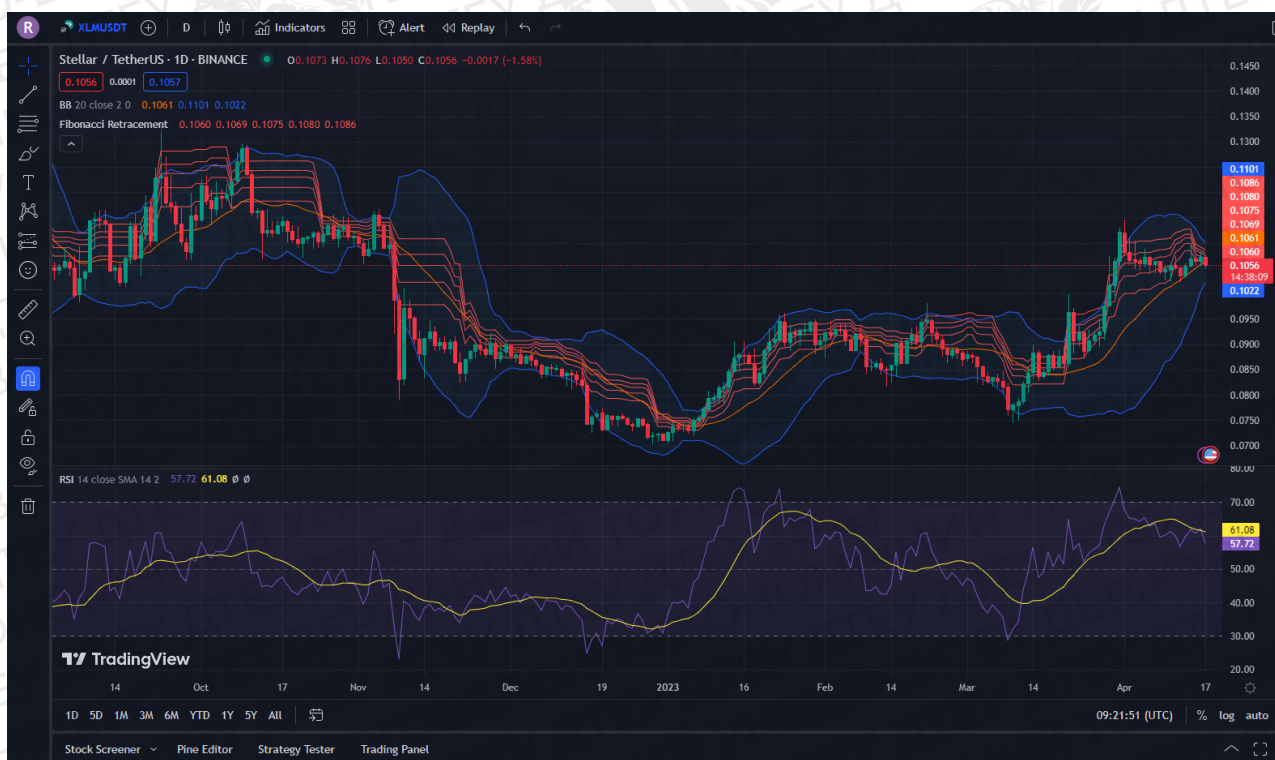 R XLMUSDT D Indicators Alert Replay
Stellar / TetherUS · 1D · BINANCE O0.1073 H0.1076 L0.1050 C0.1056 −0.0017 (−1.58%)
0.1056 0.0001 0.1057
BB 20 close 2 0 0.1061 0.1101 0.1022
Fibonacci Retracement 0.1060 0.1069 0.1075 0.1080 0.1086
0.1450
0.1400
0.1350
0.1300
0.1101
0.1086
0.1080
0.1075
0.1069
0.1061
0.1060
0.1056
14:38:09
0.1022
0.0950
0.0900
0.0850
0.0800
0.0750
0.0700
RSI 14 close SMA 14 2 57.72 61.08 Ø Ø
80.00
70.00
61.08
57.72
50.00
40.00
30.00
20.00
TradingView
14 Oct 17 Nov 14 Dec 19 2023 16 Feb 14 Mar 14 Apr 17
1D 5D 1M 3M 6M YTD 1Y 5Y All 09:21:51 (UTC) % log auto
Stock Screener Pine Editor Strategy Tester Trading Panel